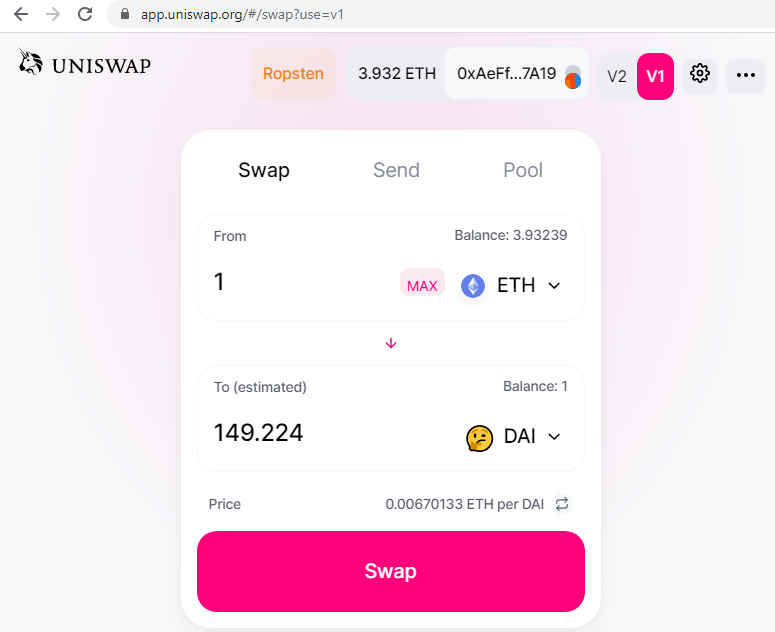 app.uniswap.org/#/swap?use=v1
UNISWAP
Ropsten 3.932 ETH 0xAeFf...7A19 V2 V1
Swap Send Pool
From Balance: 3.93239
1 MAX ETH
To (estimated) Balance: 1
149.224 DAI
Price 0.00670133 ETH per DAI
Swap